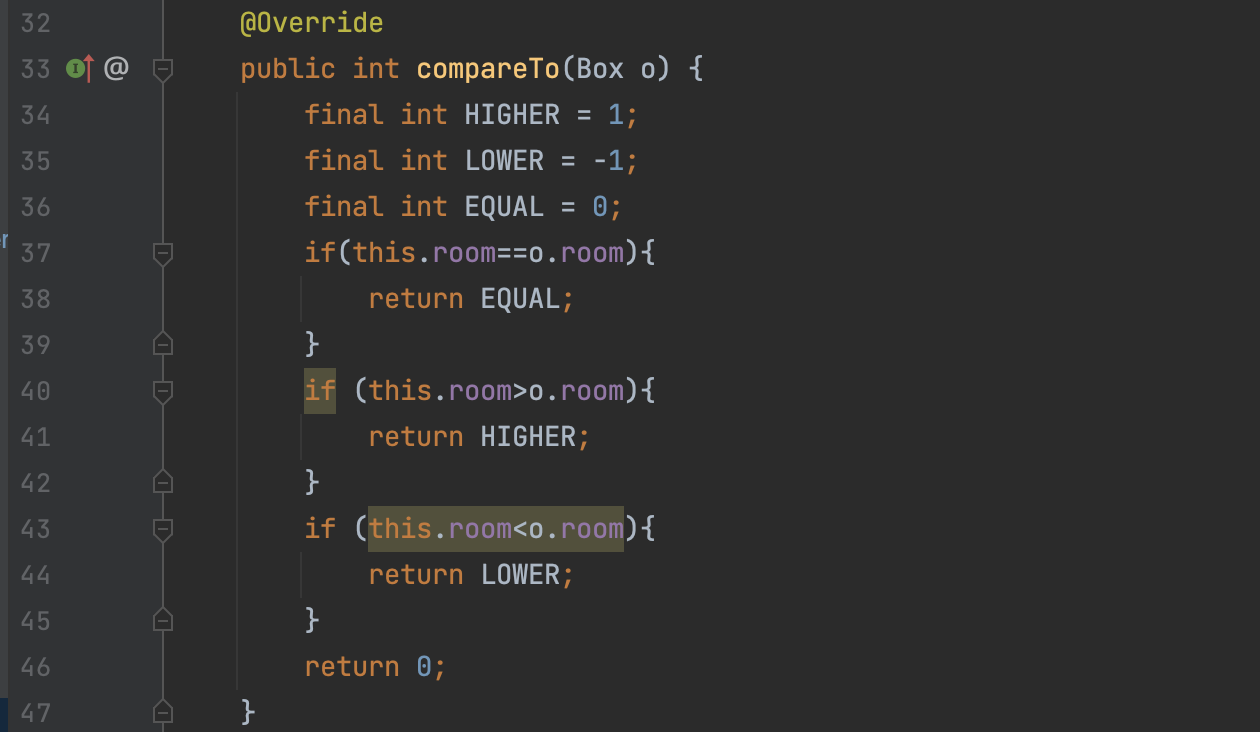 32 @Override
33 @ public int compareTo(Box o) {
34 final int HIGHER = 1;
35 final int LOWER = -1;
36 final int EQUAL = 0;
37 if(this.room==o.room){
38 return EQUAL;
39 }
40 if (this.room>o.room){
41 return HIGHER;
42 }
43 if (this.room<o.room){
44 return LOWER;
45 }
46 return 0;
47 }